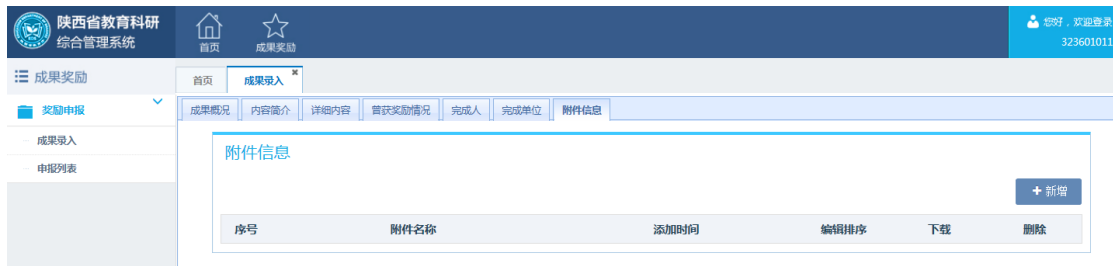 陕西省教育科研
综合管理系统
首页
成果奖励
您好，欢迎登录
323601011
成果奖励
首页
成果录入
奖励申报
成果概况 内容简介 详细内容 曾获奖励情况 完成人 完成单位 附件信息
成果录入
申报列表
附件信息
+ 新增
序号 附件名称 添加时间 编辑排序 下载 删除